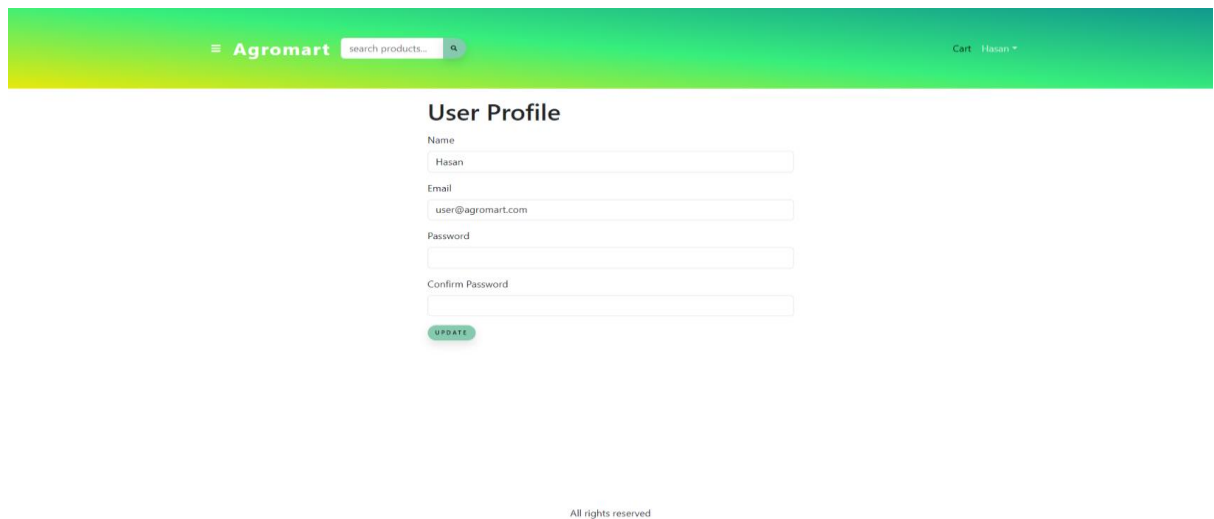 Agromart search products... Cart Hasan
User Profile
Name
Hasan
Email
user@agromart.com
Password
Confirm Password
UPDATE
All rights reserved